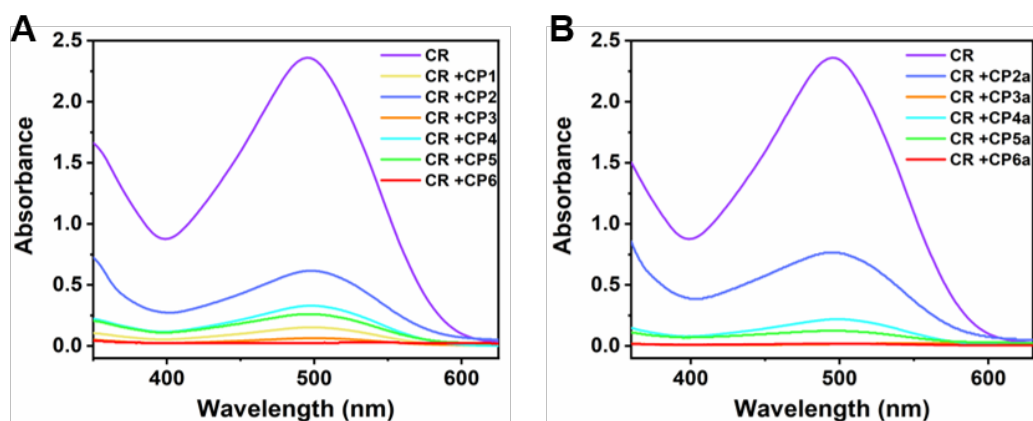 A
Absorbance
2.5
2.0
1.5
1.0
0.5
0.0
CR
CR +CP1
CR +CP2
CR +CP3
CR +CP4
CR +CP5
CR +CP6
400
500
600
Wavelength (nm)
B
Absorbance
2.5
2.0
1.5
1.0
0.5
0.0
CR
CR +CP2a
CR +CP3a
CR +CP4a
CR +CP5a
CR +CP6a
400
500
600
Wavelength (nm)